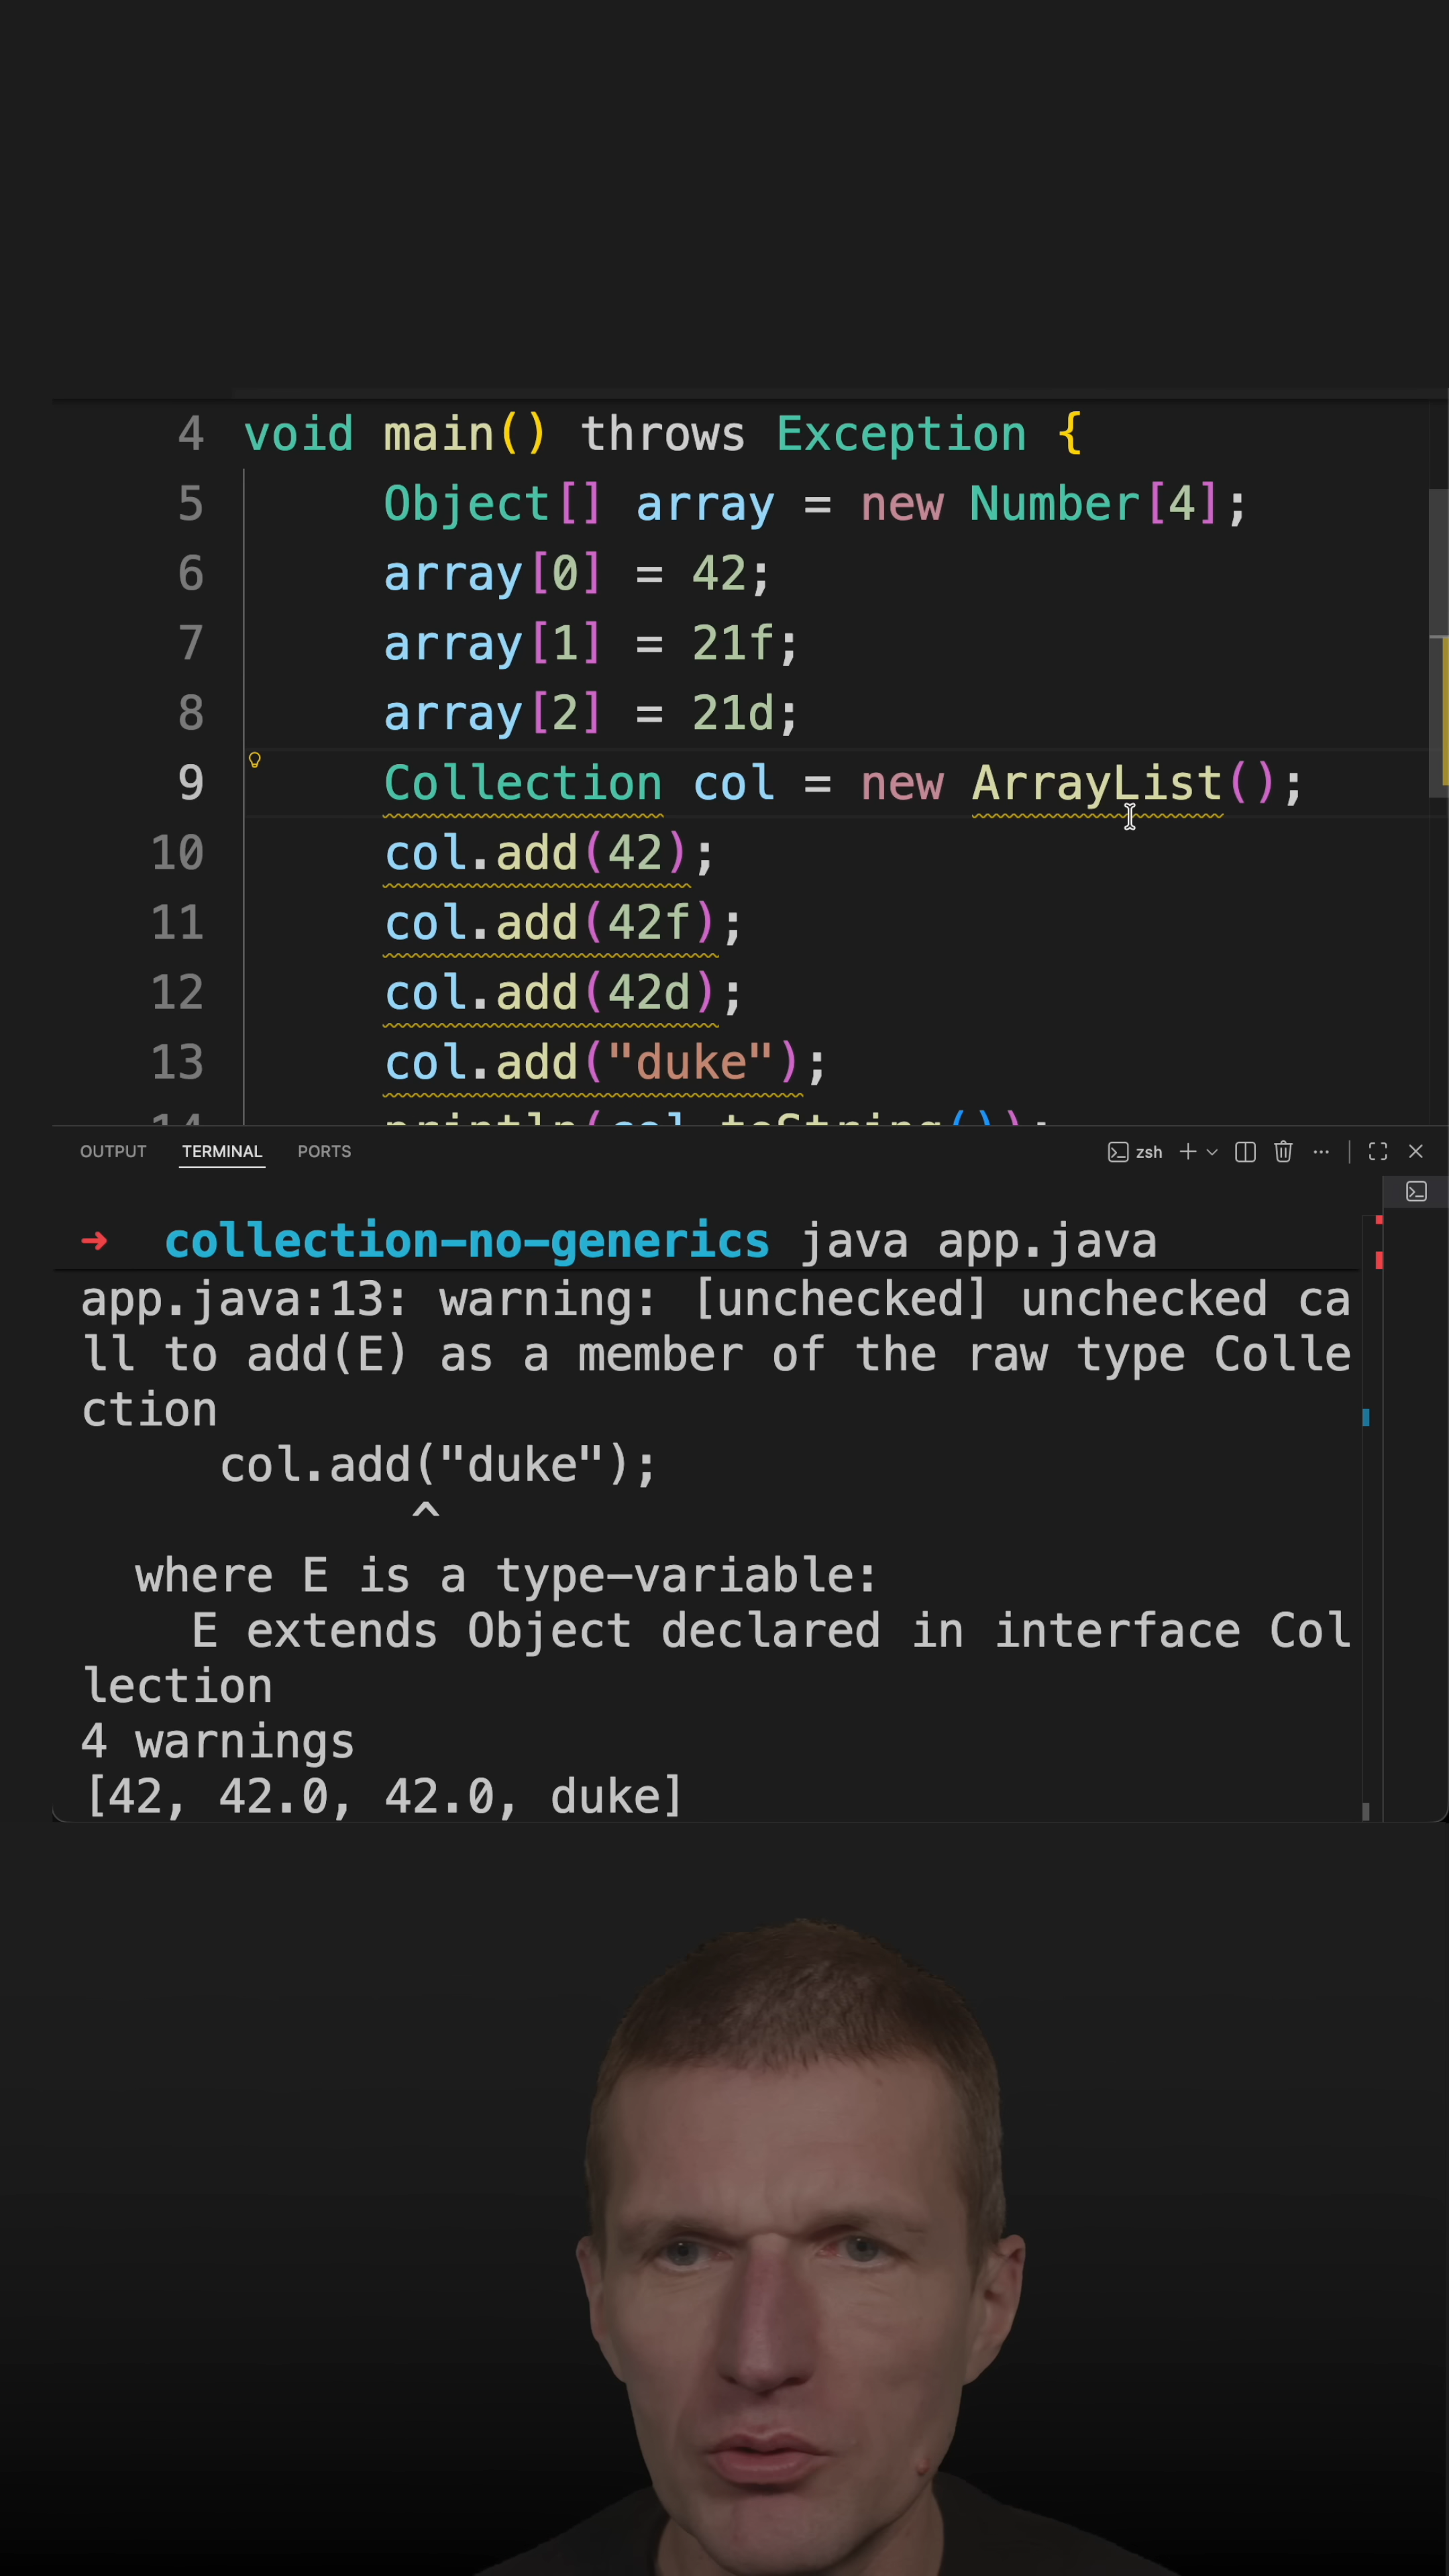 4 void main() throws Exception {
5 Object[] array = new Number[4];
6 array[0] = 42;
7 array[1] = 21f;
8 array[2] = 21d;
9 Collection col = new ArrayList();
10 col.add(42);
11 col.add(42f);
12 col.add(42d);
13 col.add("duke");
14 println(col.toString());
OUTPUT TERMINAL PORTS zsh
→ collection-no-generics java app.java
app.java:13: warning: [unchecked] unchecked ca
ll to add(E) as a member of the raw type Colle
ction
col.add("duke");
^
where E is a type-variable:
E extends Object declared in interface Col
lection
4 warnings
[42, 42.0, 42.0, duke]